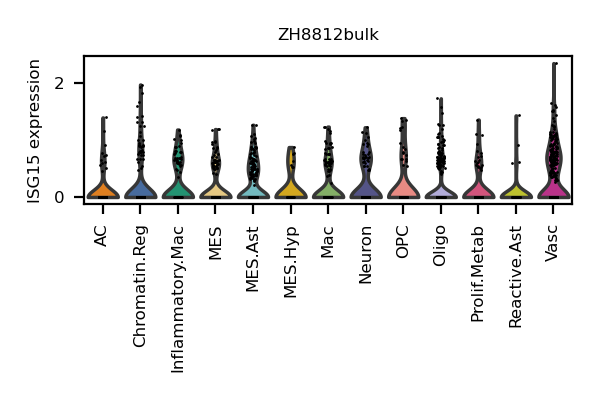 ZH8812bulk
ISG15 expression
2
0
AC
Chromatin.Reg
Inflammatory.Mac
MES
MES.Ast
MES.Hyp
Mac
Neuron
OPC
Oligo
Prolif.Metab
Reactive.Ast
Vasc